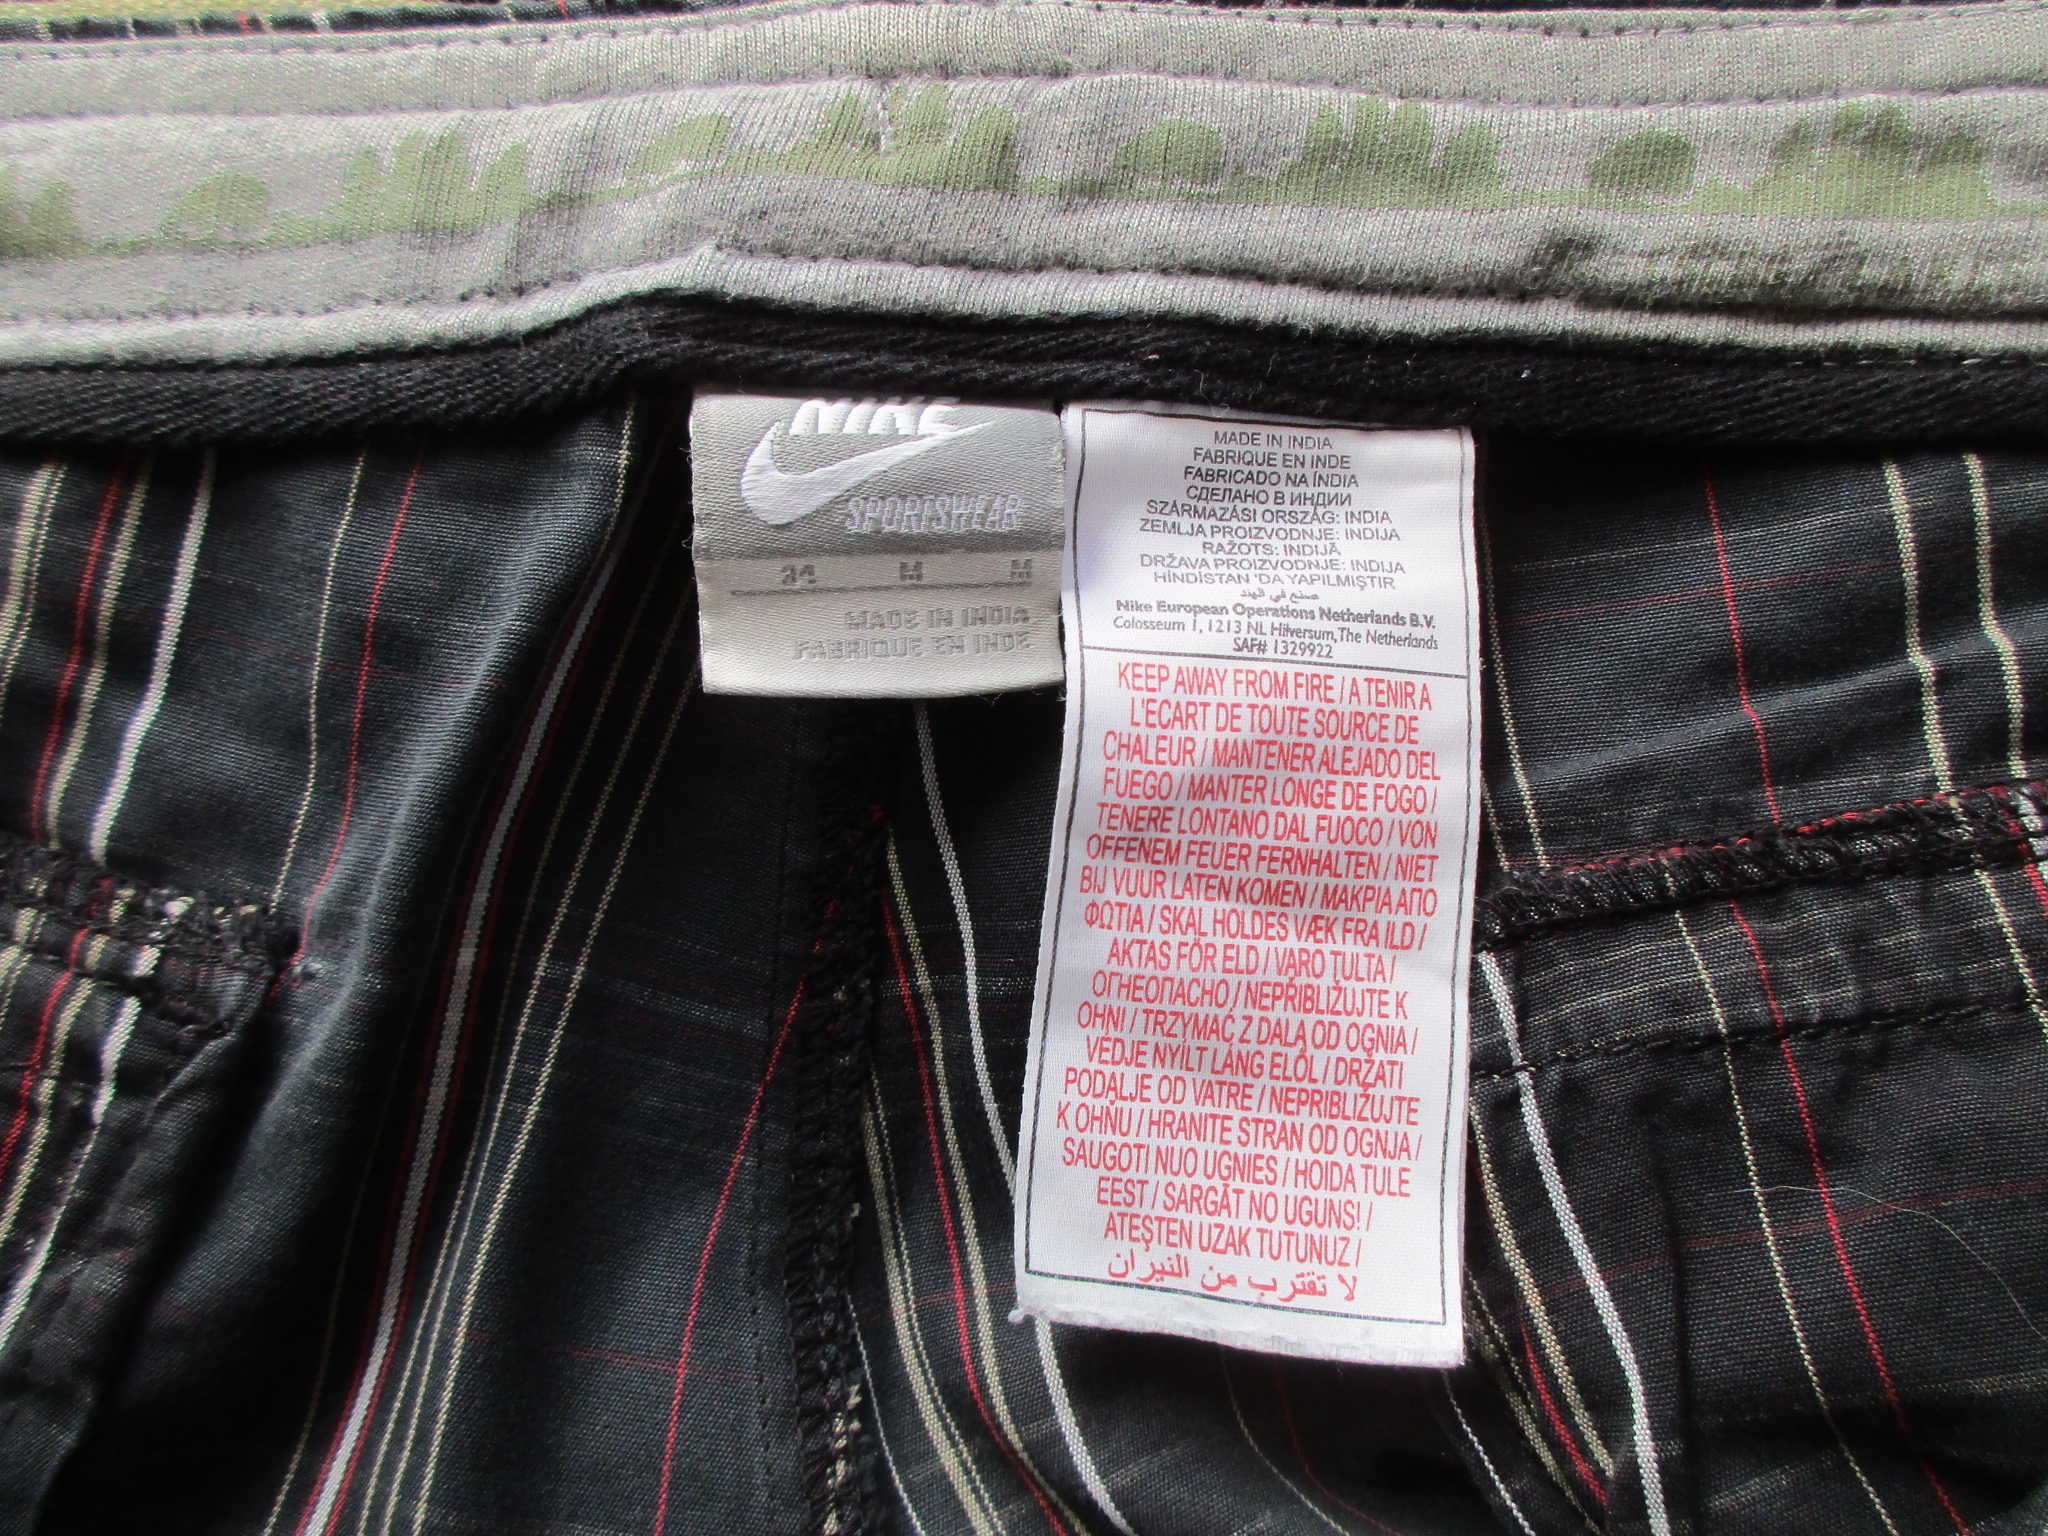 NIKE
SPORTSWEAR
34 M M
MADE IN INDIA
FABRIQUE EN INDE
MADE IN INDIA
FABRIQUE EN INDE
FABRICADO NA ÍNDIA
СДЕЛАНО В ИНДИИ
SZÁRMAZÁSI ORSZÁG: INDIA
ZEMLJA PROIZVODNJE: INDIJA
RAŽOTS: INDIJĀ
DRŽAVA PROIZVODNJE: INDIJA
HİNDİSTAN 'DA YAPILMIŞTIR
صنع في الهند
Nike European Operations Netherlands B.V.
Colosseum 1, 1213 NL Hilversum, The Netherlands
SAF# 1329922
KEEP AWAY FROM FIRE / A TENIR A
L'ECART DE TOUTE SOURCE DE
CHALEUR / MANTENER ALEJADO DEL
FUEGO / MANTER LONGE DE FOGO /
TENERE LONTANO DAL FUOCO / VON
OFFENEM FEUER FERNHALTEN / NIET
BIJ VUUR LATEN KOMEN / ΜΑΚΡΙΑ ΑΠΟ
ΦΩΤΙΑ / SKAL HOLDES VÆK FRA ILD /
AKTAS FÖR ELD / VARO TULTA /
ОГНЕОПАСНО / NEPRIBLIŽUJTE K
OHNI / TRZYMAĆ Z DALA OD OGNIA /
VÉDJE NYÍLT LÁNG ELŐL / DRŽATI
PODALJE OD VATRE / NEPRIBLIŽUJTE
K OHŇU / HRANITE STRAN OD OGNJA /
SAUGOTI NUO UGNIES / HOIDA TULE
EEST / SARGĀT NO UGUNS! /
ATEŞTEN UZAK TUTUNUZ /
لا تقترب من النيران